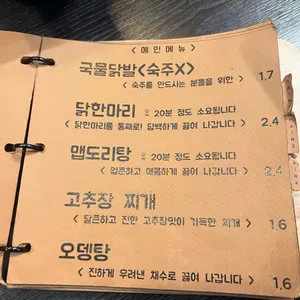 < 메인메뉴 >
국물닭발<숙주X>
< 숙주를 안드시는 분들을 위한 > 1.7
닭한마리 ※ 20분 정도 소요됩니다
< 닭한마리를 통째로! 담백하게 끓여 나갑니다 > 2.4
맵도리탕 ※ 20분 정도 소요됩니다
< 얼큰하고 매콤하게 끓여 나갑니다 > 2.4
고추장 찌개
< 달큰하고 진한 고추장맛이 가득한 찌개 > 1.6
오뎅탕
< 진하게 우려낸 채수로 끓여 나갑니다 > 1.6